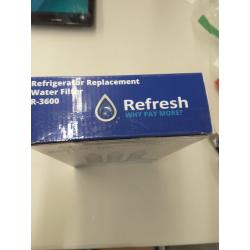 Refrigerator Replacement
Water Filter
R-3600
Refresh
WHY PAY MORE?